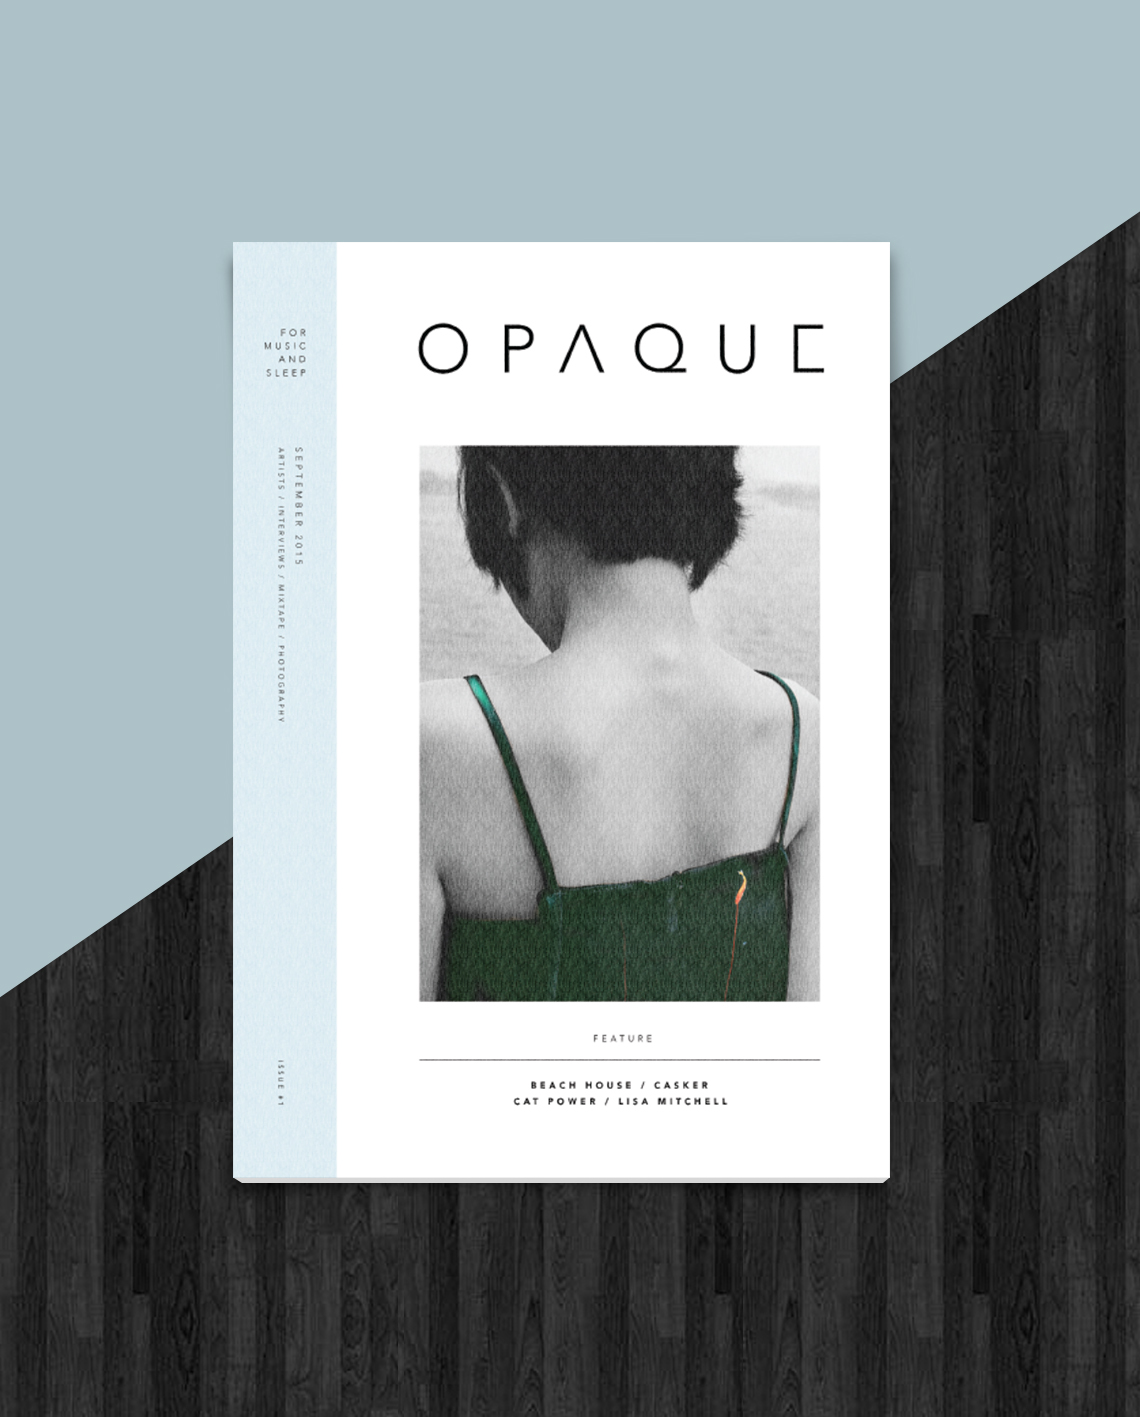 FOR
MUSIC
AND
SLEEP
OPAQUE
SEPTEMBER 2015
ARTISTS / INTERVIEWS / MIXTAPE / PHOTOGRAPHY
ISSUE #1
FEATURE
BEACH HOUSE / CASKER
CAT POWER / LISA MITCHELL